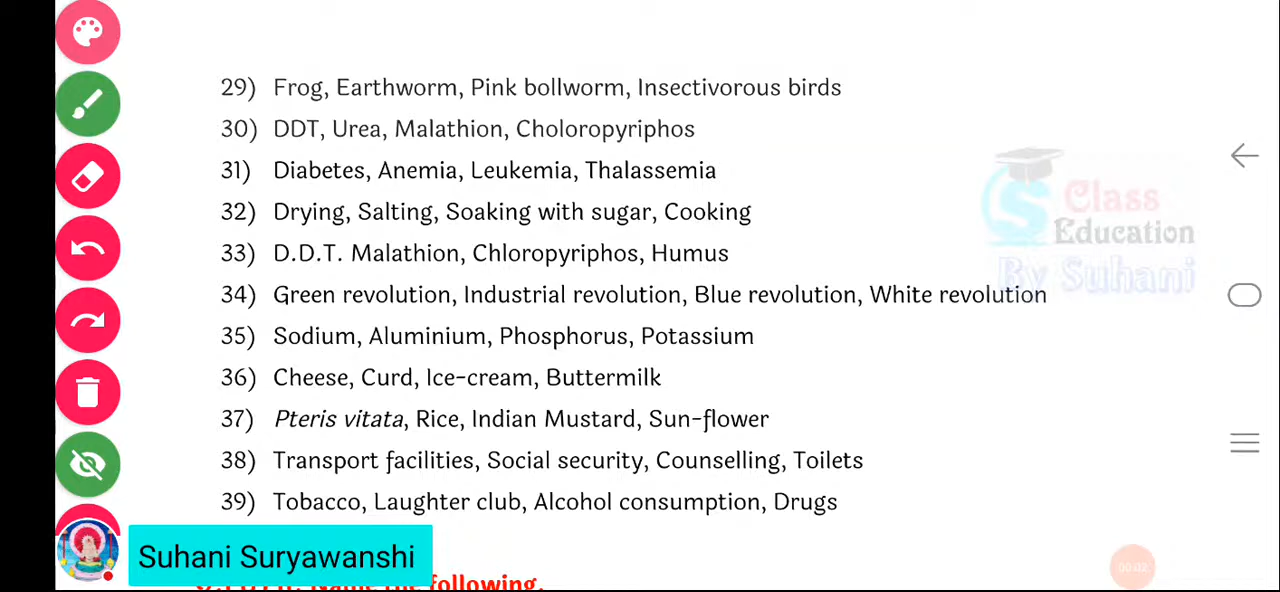 29) Frog, Earthworm, Pink bollworm, Insectivorous birds
30) DDT, Urea, Malathion, Choloropyriphos
31) Diabetes, Anemia, Leukemia, Thalassemia
32) Drying, Salting, Soaking with sugar, Cooking
33) D.D.T. Malathion, Chloropyriphos, Humus
34) Green revolution, Industrial revolution, Blue revolution, White revolution
35) Sodium, Aluminium, Phosphorus, Potassium
36) Cheese, Curd, Ice-cream, Buttermilk
37) Pteris vitata, Rice, Indian Mustard, Sun-flower
38) Transport facilities, Social security, Counselling, Toilets
39) Tobacco, Laughter club, Alcohol consumption, Drugs
S Class
Education
By Suhani
Suhani Suryawanshi
Name the following.
00:02